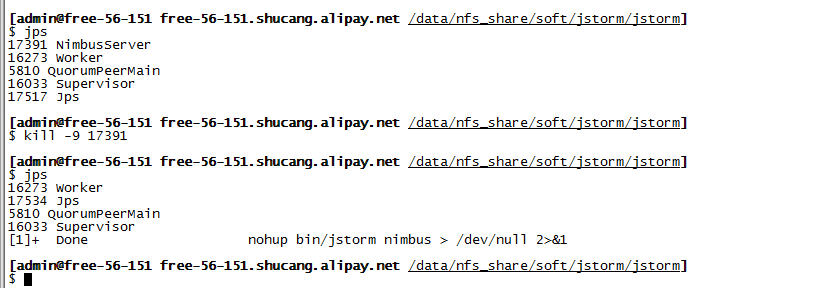 [admin@free-56-151 free-56-151.shucang.alipay.net /data/nfs_share/soft/jstorm/jstorm]
$ jps
17391 NimbusServer
16273 Worker
5810 QuorumPeerMain
16033 Supervisor
17517 Jps
[admin@free-56-151 free-56-151.shucang.alipay.net /data/nfs_share/soft/jstorm/jstorm]
$ kill -9 17391
[admin@free-56-151 free-56-151.shucang.alipay.net /data/nfs_share/soft/jstorm/jstorm]
$ jps
16273 Worker
17534 Jps
5810 QuorumPeerMain
16033 Supervisor
[1]+  Done                    nohup bin/jstorm nimbus > /dev/null 2>&1
[admin@free-56-151 free-56-151.shucang.alipay.net /data/nfs_share/soft/jstorm/jstorm]
$